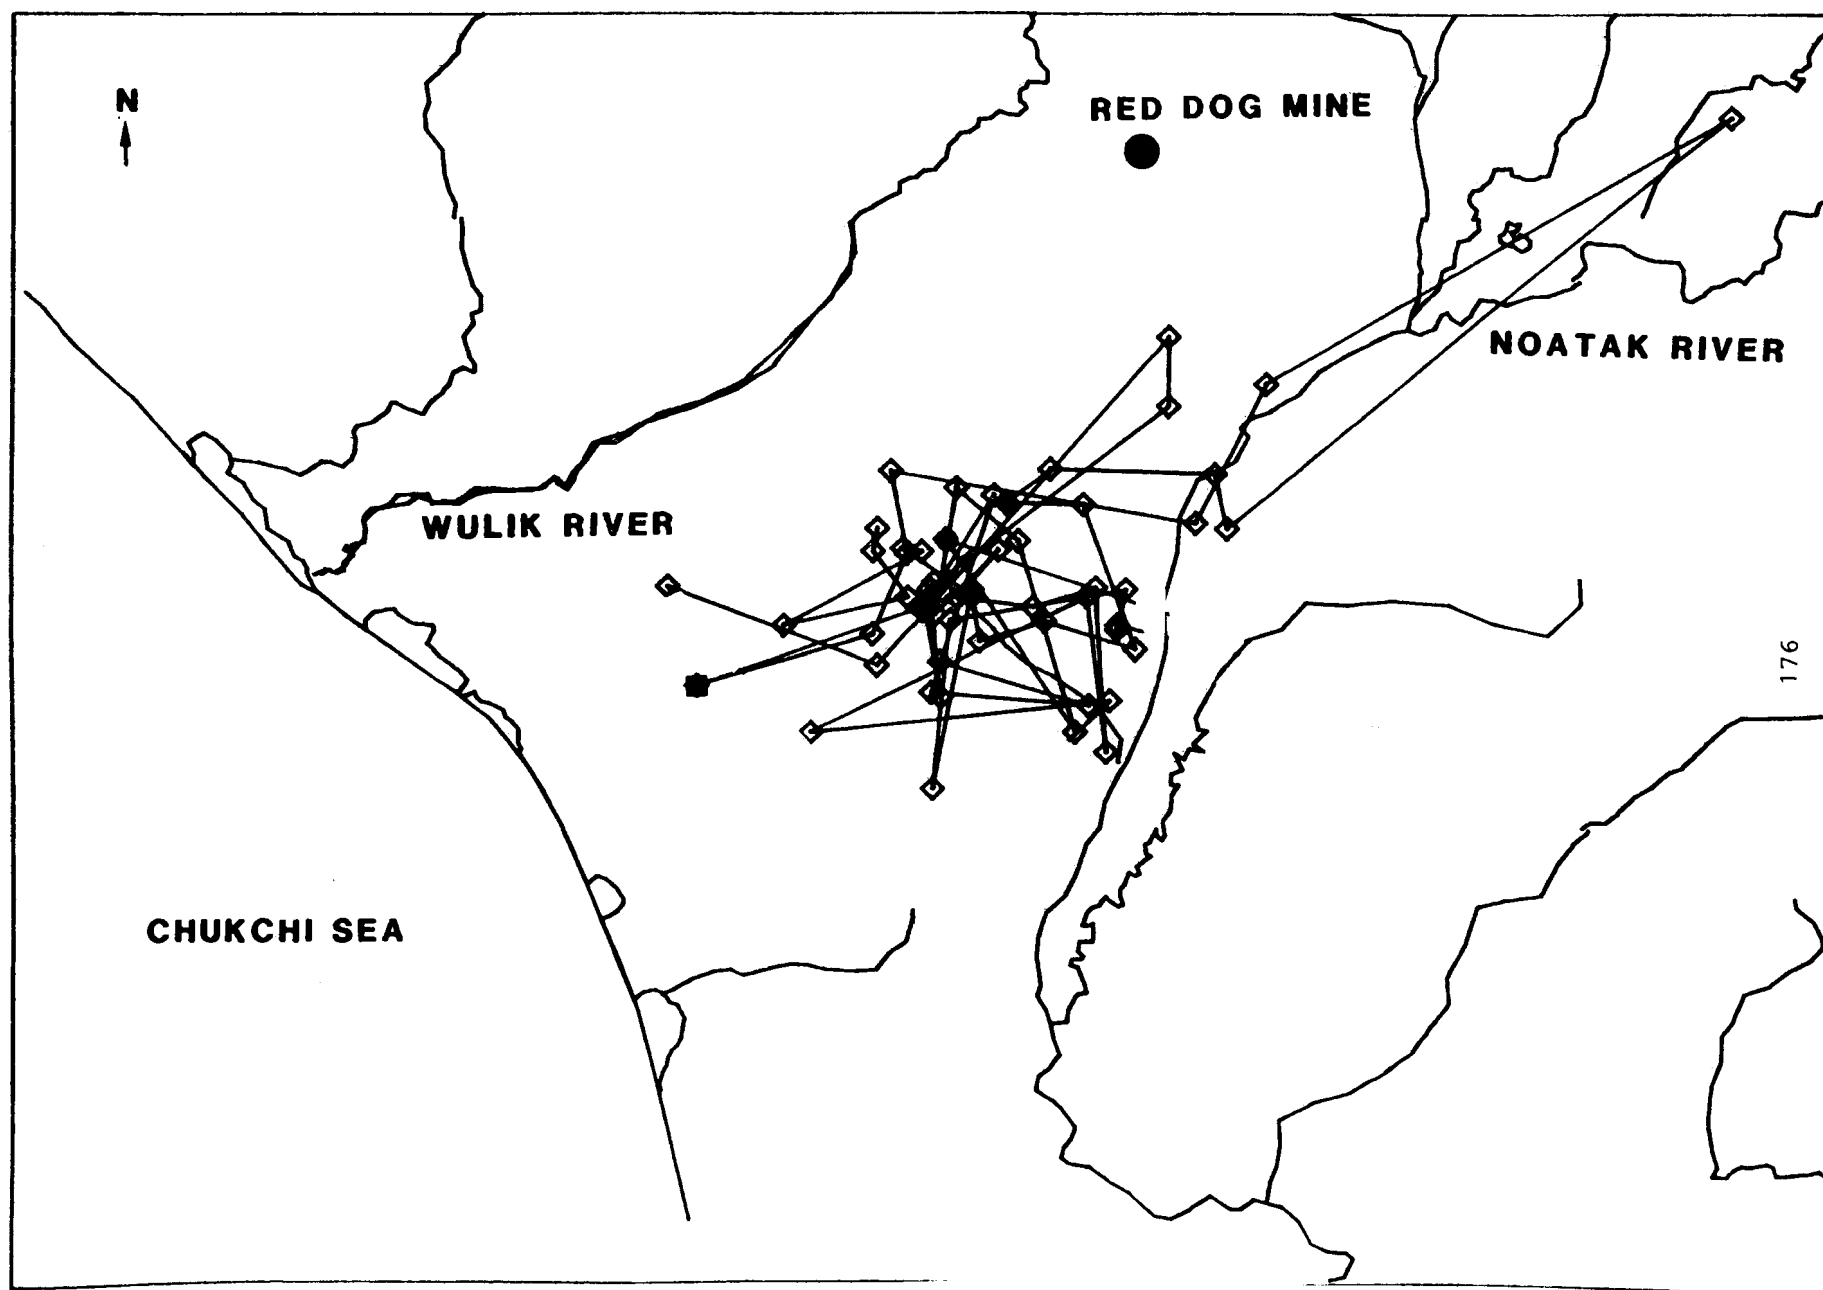 N
RED DOG MINE
NOATAK RIVER
WULIK RIVER
176
CHUKCHI SEA